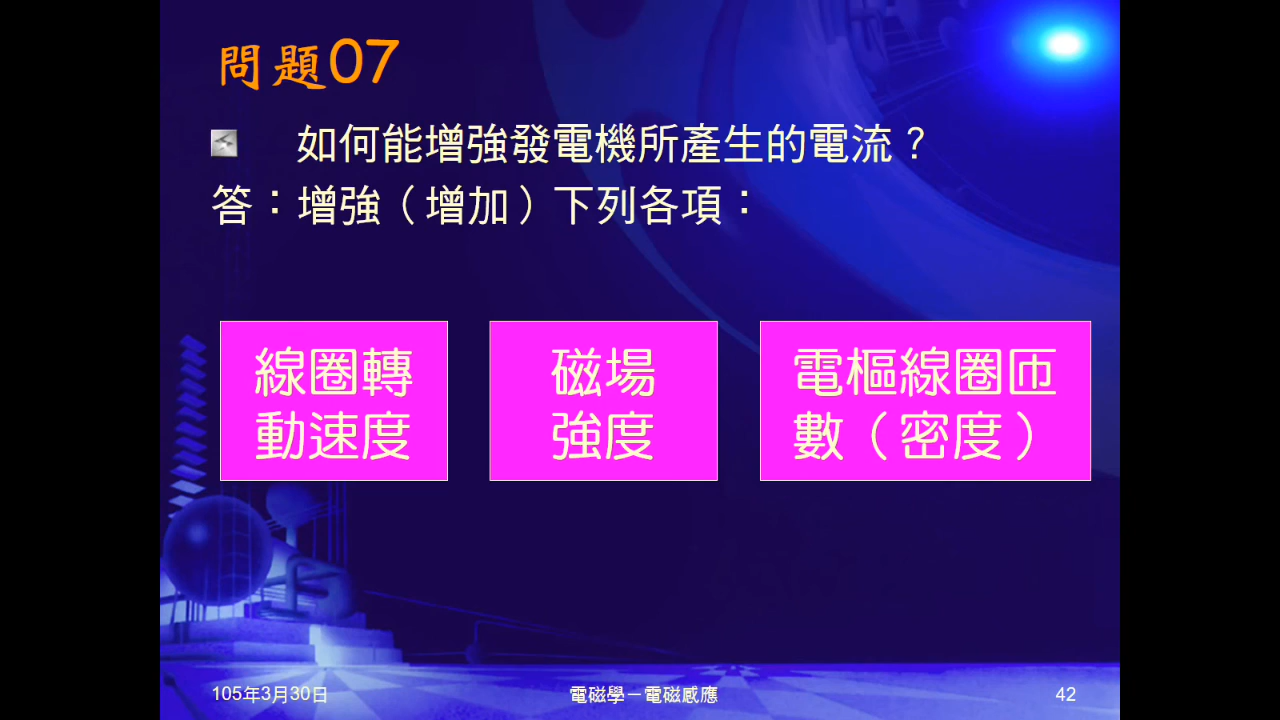 問題07
如何能增強發電機所產生的電流？
答：增強（增加）下列各項：
線圈轉
動速度
磁場
強度
電樞線圈匝
數（密度）
105年3月30日
電磁學－電磁感應
42